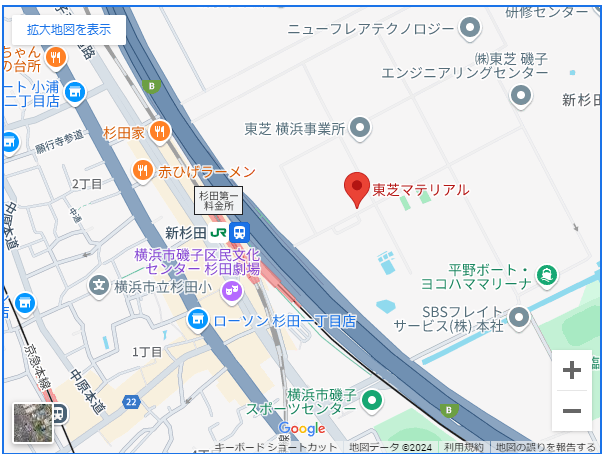 拡大地図を表示
ニューフレアテクノロジー
研修センター
㈱東芝 磯子
エンジニアリングセンター
新杉田
ちゃん
の台所
ート 小浦
二丁目店
B
東芝 横浜事業所
杉田家
願行寺参道
赤ひげラーメン
東芝マテリアル
2丁目
中通
杉田第一
料金所
中原本道
新杉田
JR
横浜市磯子区民文化
センター 杉田劇場
横浜市立杉田小
平野ボート・
ヨコハママリーナ
SBSフレイト
サービス(株) 本社
店
ローソン 杉田一丁目店
1丁目
京急本線
中原本道
22
横浜市磯子
スポーツセンター
B
臨
+
−
Google
キーボード ショートカット
地図データ ©2024
利用規約
地図の誤りを報告する